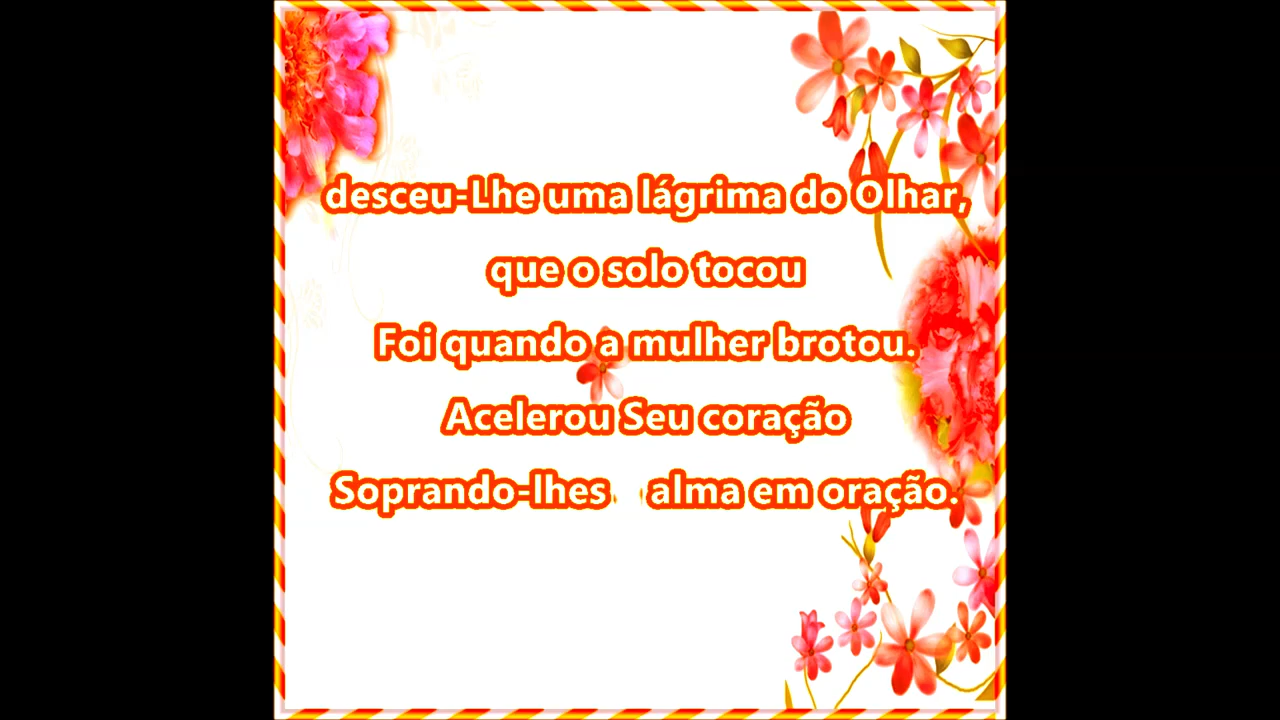 desceu-Lhe uma lágrima do Olhar,
que o solo tocou
Foi quando a mulher brotou.
Acelerou Seu coração
Soprando-lhes alma em oração.